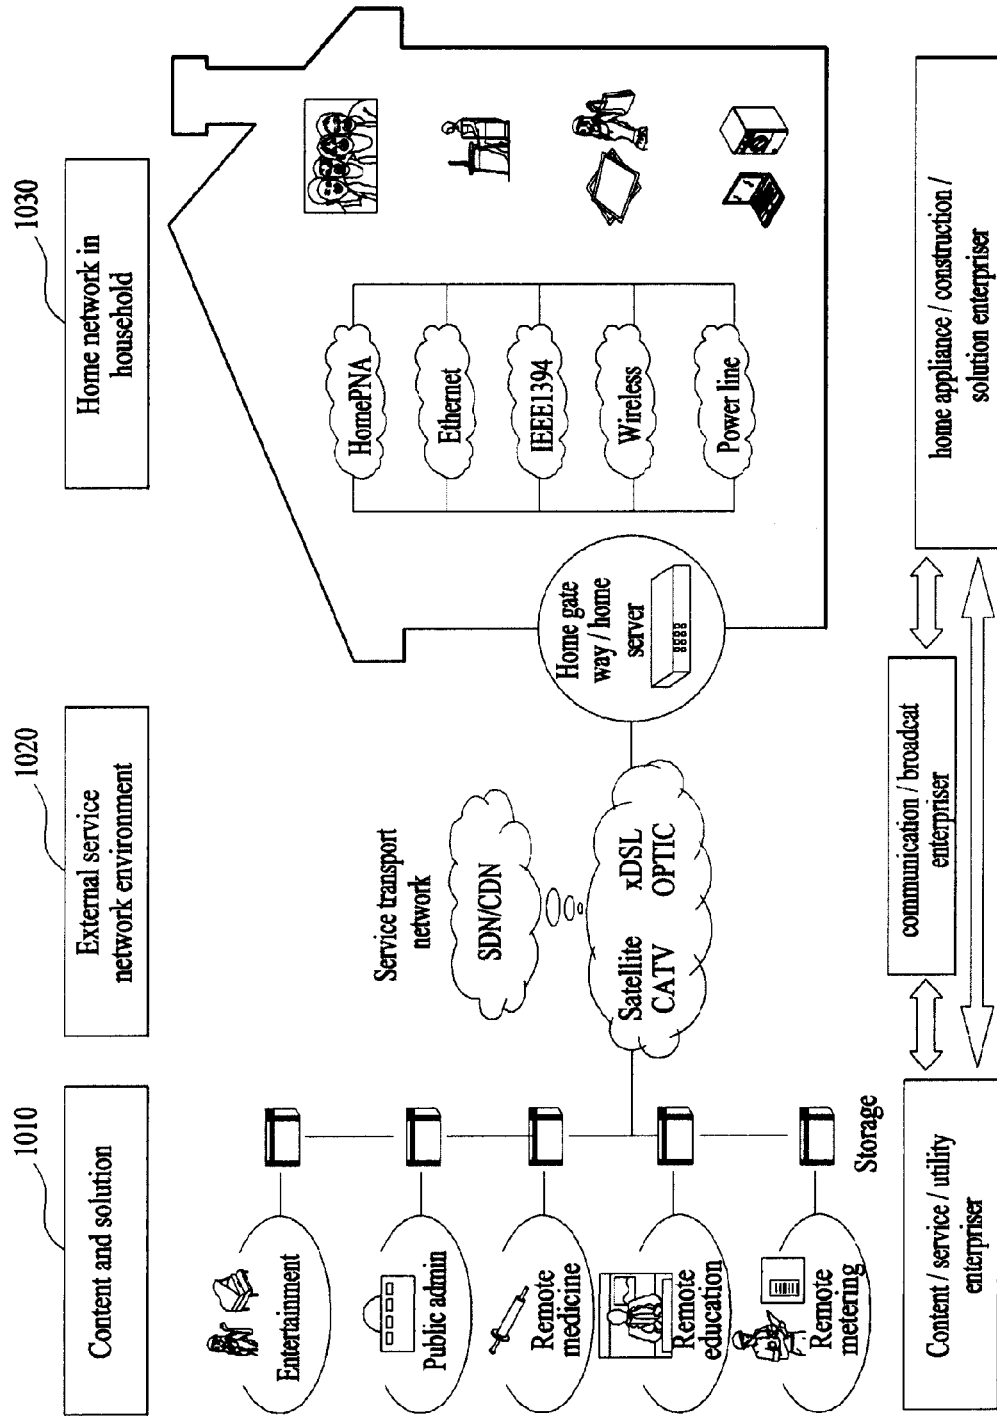 1010
Content and solution
1020
External service
network environment
1030
Home network in
household
Entertainment
Public admin
Remote
medicine
Remote
education
Remote
metering
Storage
Service transport
network
SDN/CDN
Satellite
CATV
xDSL
OPTIC
Home gate
way / home
server
HomePNA
Ethernet
IEEE1394
Wireless
Power line
Content / service / utility
enterpriser
communication / broadcat
enterpriser
home appliance / construction /
solution enterpriser